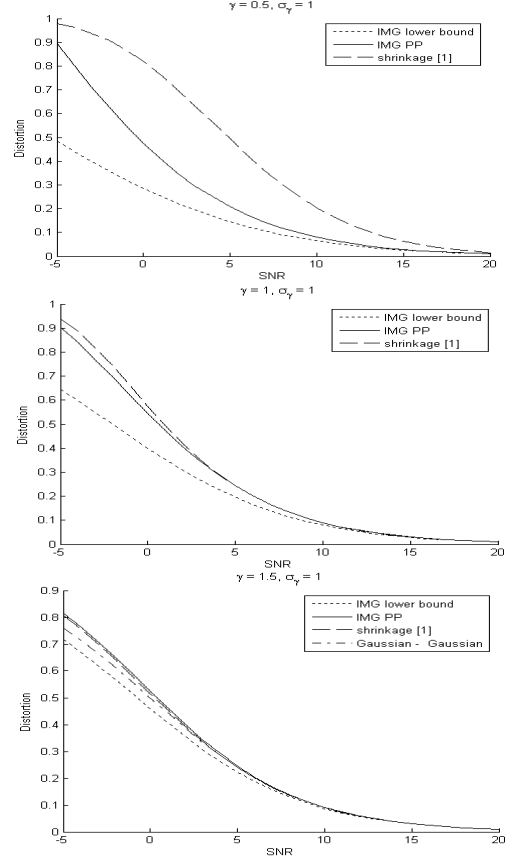 γ = 0.5, σγ = 1
IMG lower bound
IMG PP
shrinkage [1]
1
0.9
0.8
0.7
0.6
0.5
0.4
0.3
0.2
0.1
0
Distortion
-5 0 5 10 15 20
SNR
γ = 1, σγ = 1
IMG lower bound
IMG PP
shrinkage [1]
1
0.9
0.8
0.7
0.6
0.5
0.4
0.3
0.2
0.1
0
Distortion
-5 0 5 10 15 20
SNR
γ = 1.5, σγ = 1
IMG lower bound
IMG PP
shrinkage [1]
Gaussian - Gaussian
0.9
0.8
0.7
0.6
0.5
0.4
0.3
0.2
0.1
0
Distortion
-5 0 5 10 15 20
SNR